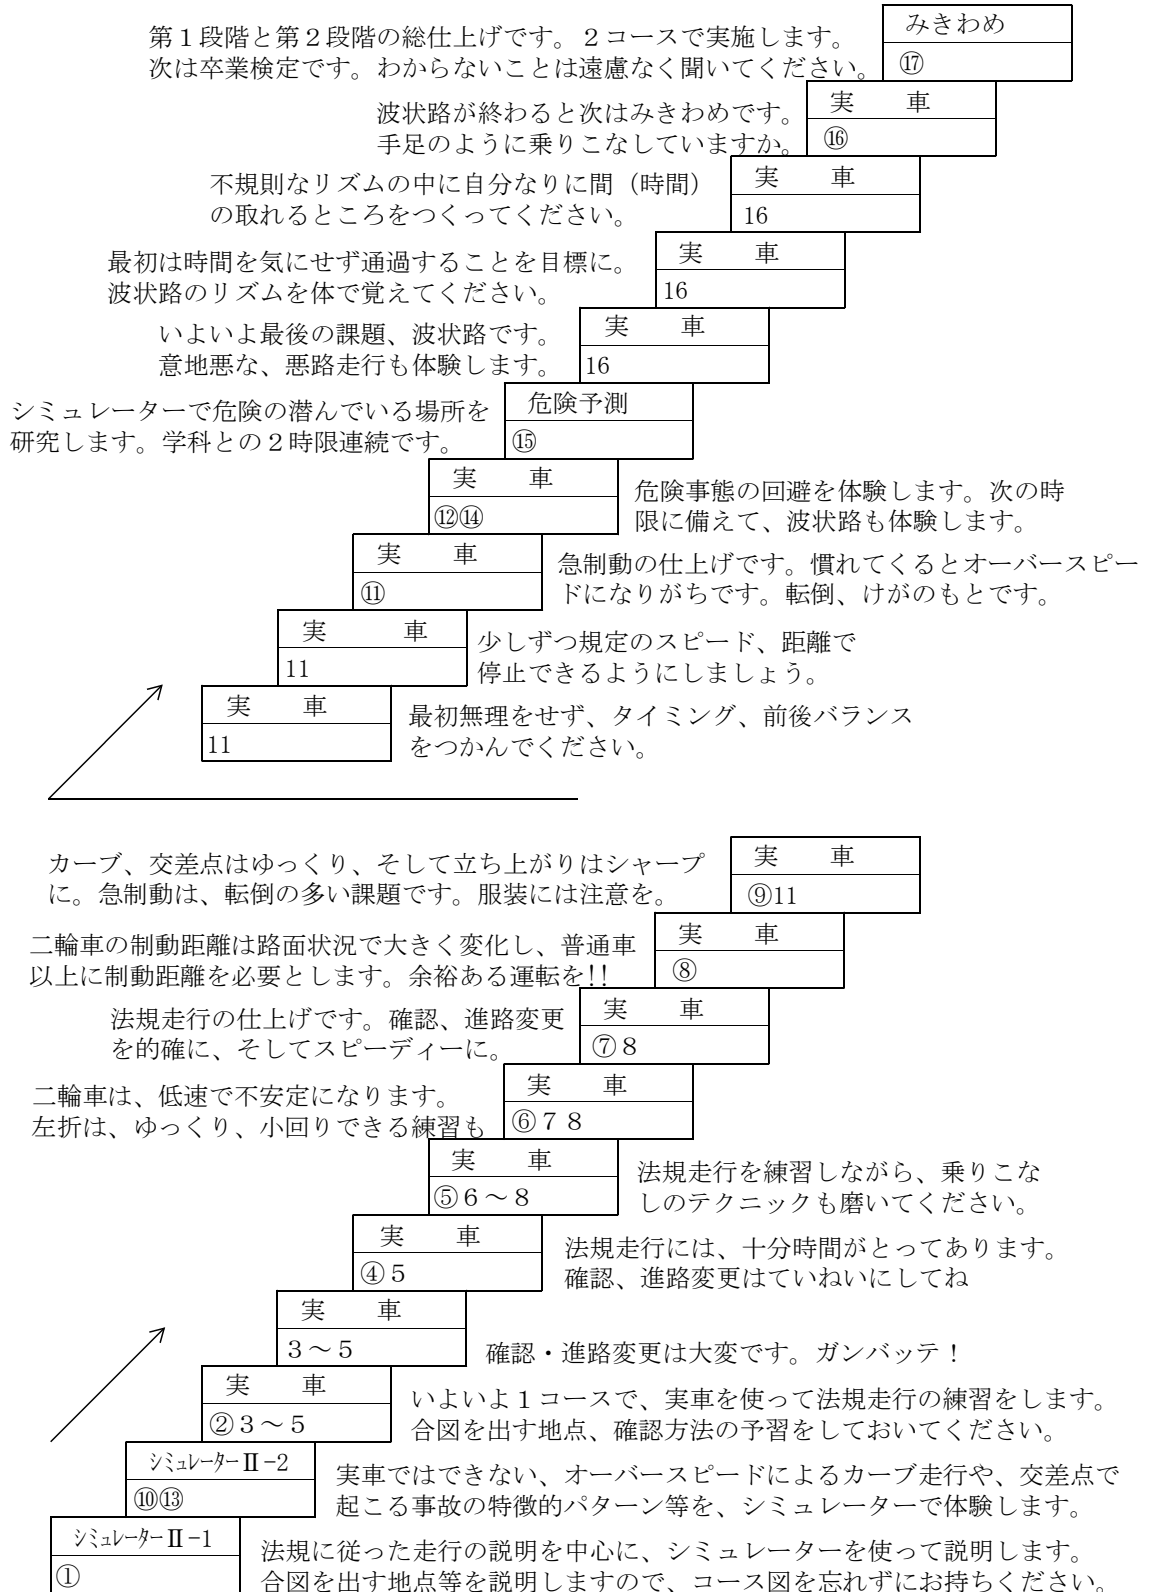 みきわめ
第１段階と第２段階の総仕上げです。２コースで実施します。
次は卒業検定です。わからないことは遠慮なく聞いてください。
⑰
実　車
波状路が終わると次はみきわめです。
手足のように乗りこなしていますか。
⑯
実　車
不規則なリズムの中に自分なりに間（時間）
の取れるところをつくってください。
16
実　車
最初は時間を気にせず通過することを目標に。
波状路のリズムを体で覚えてください。
16
実　車
いよいよ最後の課題、波状路です。
意地悪な、悪路走行も体験します。
16
危険予測
シミュレーターで危険の潜んでいる場所を
研究します。学科との２時限連続です。
⑮
実　車
⑫⑭
危険事態の回避を体験します。次の時
限に備えて、波状路も体験します。
実　車
⑪
急制動の仕上げです。慣れてくるとオーバースピー
ドになりがちです。転倒、けがのもとです。
実　車
11
少しずつ規定のスピード、距離で
停止できるようにしましょう。
実　車
11
最初無理をせず、タイミング、前後バランス
をつかんでください。
実　車
カーブ、交差点はゆっくり、そして立ち上がりはシャープ
に。急制動は、転倒の多い課題です。服装には注意を。
⑨11
実　車
二輪車の制動距離は路面状況で大きく変化し、普通車
以上に制動距離を必要とします。余裕ある運転を!!
⑧
実　車
法規走行の仕上げです。確認、進路変更
を的確に、そしてスピーディーに。
⑦８
実　車
二輪車は、低速で不安定になります。
左折は、ゆっくり、小回りできる練習も
⑥７８
実　車
⑤６～８
法規走行を練習しながら、乗りこな
しのテクニックも磨いてください。
実　車
④５
法規走行には、十分時間がとってあります。
確認、進路変更はていねいにしてね
実　車
３～５
確認・進路変更は大変です。ガンバッテ！
実　車
②３～５
いよいよ１コースで、実車を使って法規走行の練習をします。
合図を出す地点、確認方法の予習をしておいてください。
ｼﾐｭﾚｰﾀｰⅡ-2
⑩⑬
実車ではできない、オーバースピードによるカーブ走行や、交差点で
起こる事故の特徴的パターン等を、シミュレーターで体験します。
ｼﾐｭﾚｰﾀｰⅡ-1
①
法規に従った走行の説明を中心に、シミュレーターを使って説明します。
合図を出す地点等を説明しますので、コース図を忘れずにお持ちください。